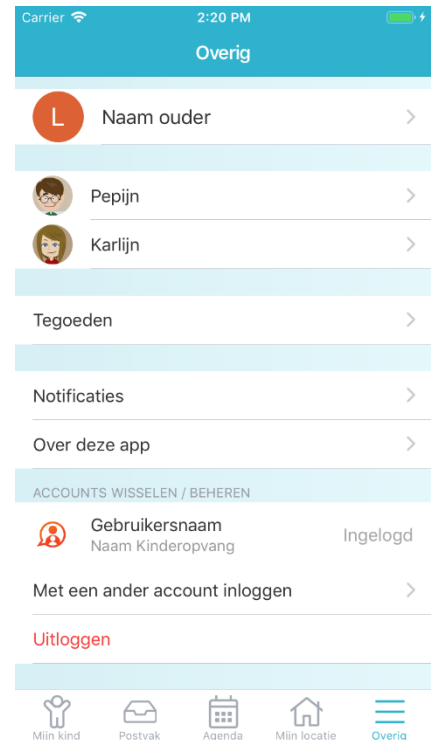 Carrier 2:20 PM
Overig
L Naam ouder
Pepijn
Karlijn
Tegoeden
Notificaties
Over deze app
ACCOUNTS WISSELEN / BEHEREN
Gebruikersnaam
Naam Kinderopvang
Ingelogd
Met een ander account inloggen
Uitloggen
Mijn kind Postvak Agenda Mijn locatie Overig